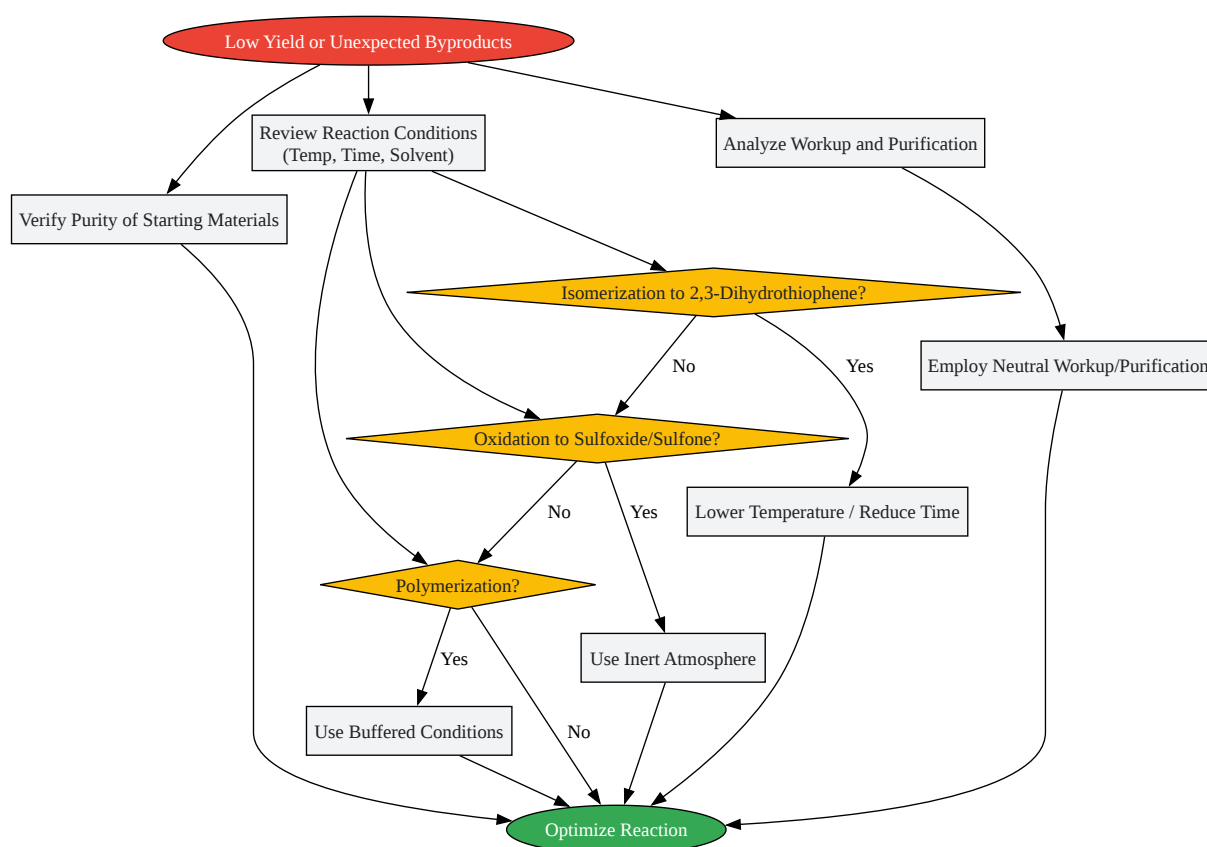 Low Yield or Unexpected Byproducts
Review Reaction Conditions
(Temp, Time, Solvent)
Analyze Workup and Purification
Verify Purity of Starting Materials
Isomerization to 2,3-Dihydrothiophene?
No
Yes
Employ Neutral Workup/Purification
Oxidation to Sulfoxide/Sulfone?
No
Yes
Lower Temperature / Reduce Time
Polymerization?
Yes
Use Inert Atmosphere
Use Buffered Conditions
No
Optimize Reaction